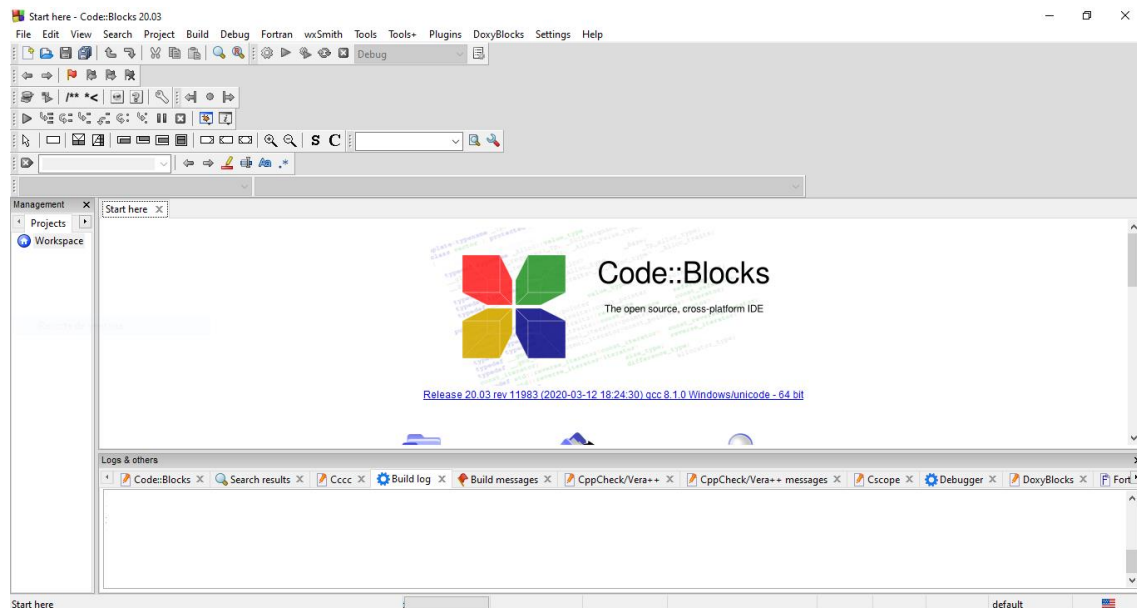 Start here - Code::Blocks 20.03
File Edit View Search Project Build Debug Fortran wxSmith Tools Tools+ Plugins DoxyBlocks Settings Help
Debug
/** *<
S C
Aa .*
Management
Start here
Projects
Workspace
Code::Blocks
The open source, cross-platform IDE
Release 20.03 rev 11983 (2020-03-12 18:24:30) gcc 8.1.0 Windows/unicode - 64 bit
Logs & others
Code::Blocks Search results Cccc Build log Build messages CppCheck/Vera++ CppCheck/Vera++ messages Cscope Debugger DoxyBlocks Fort
Start here default